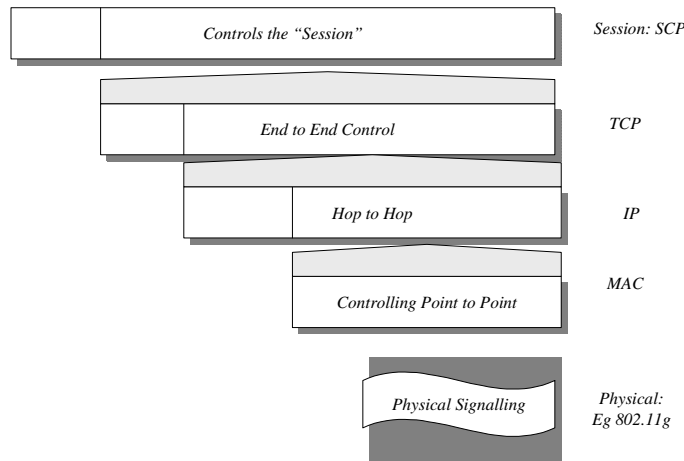 Controls the “Session”
Session: SCP
End to End Control
TCP
Hop to Hop
IP
MAC
Controlling Point to Point
Physical Signalling
Physical:
Eg 802.11g